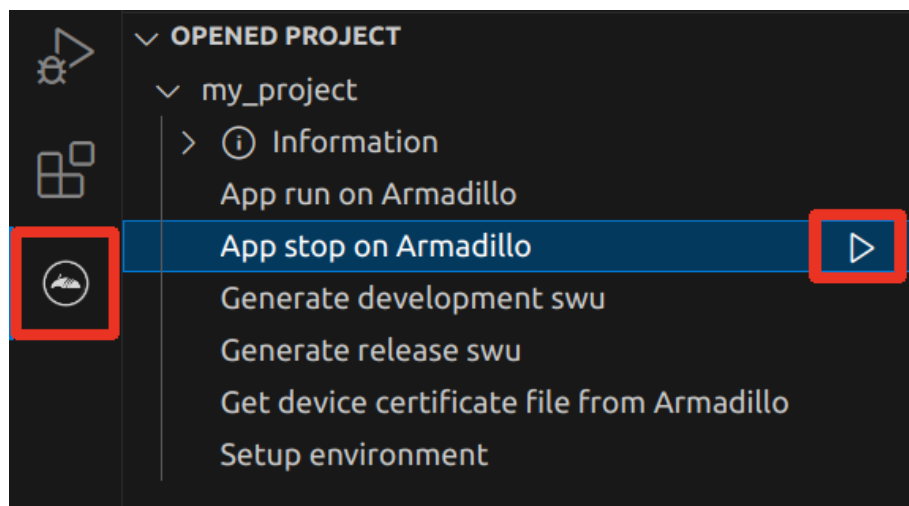 OPENED PROJECT
my_project
Information
App run on Armadillo
App stop on Armadillo
Generate development swu
Generate release swu
Get device certificate file from Armadillo
Setup environment